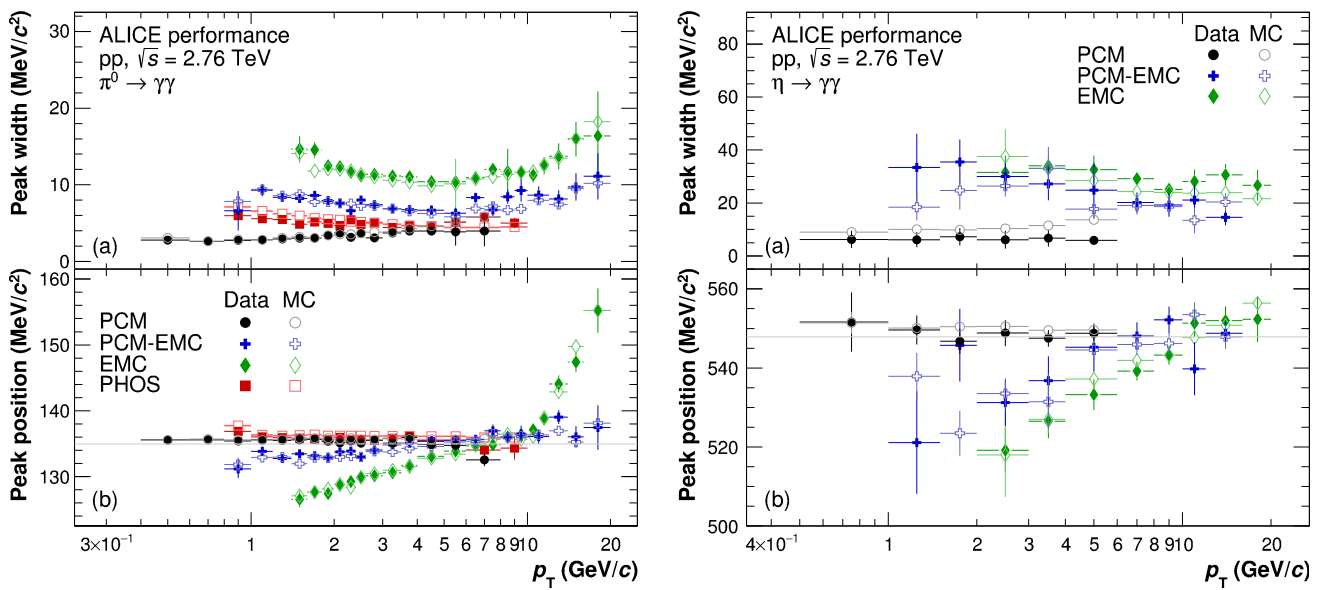 Peak width (MeV/c²)
30
20
10
0
ALICE performance
pp, √s = 2.76 TeV
π⁰ → γγ
(a)
Peak position (MeV/c²)
160
150
140
130
Data MC
PCM
PCM-EMC
EMC
PHOS
(b)
3×10⁻¹ 1 2 3 4 5 6 7 8 910 20
p_T (GeV/c)
Peak width (MeV/c²)
80
60
40
20
0
ALICE performance
pp, √s = 2.76 TeV
η → γγ
Data MC
PCM
PCM-EMC
EMC
(a)
Peak position (MeV/c²)
560
540
520
500
(b)
4×10⁻¹ 1 2 3 4 5 6 7 8 910 20
p_T (GeV/c)